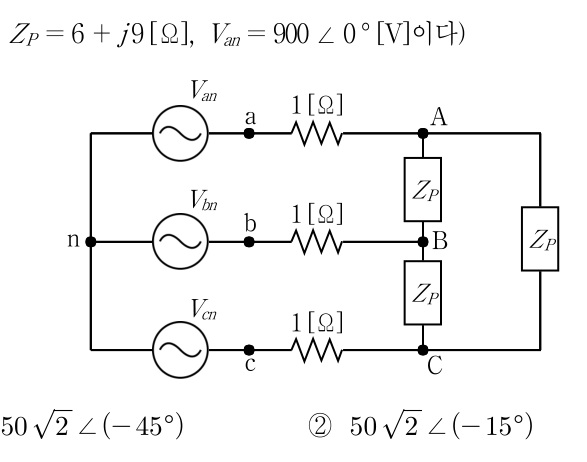 Z_P = 6 + j9 [Ω], V_an = 900 ∠ 0° [V]이다)
V_an
a 1[Ω] A
Z_P
V_bn
b 1[Ω]
n B Z_P
Z_P
V_cn
1[Ω]
c C
50√2 ∠(−45°) ② 50√2 ∠(−15°)